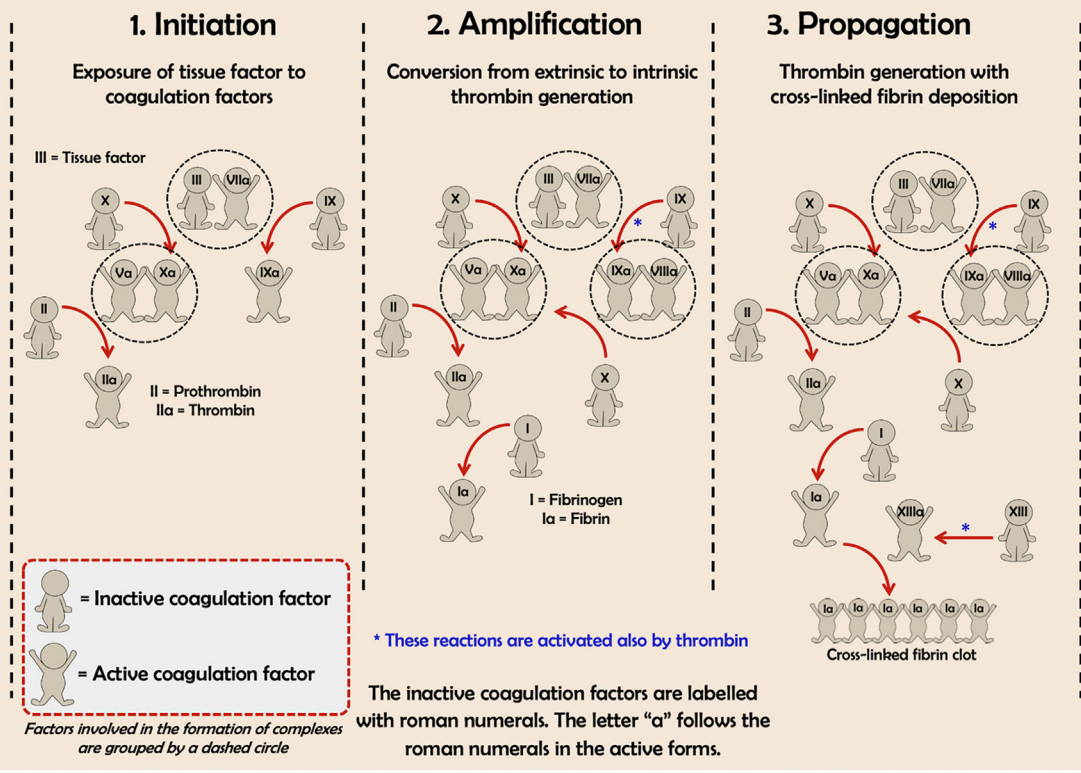 1. Initiation
Exposure of tissue factor to
coagulation factors
III = Tissue factor
III
VIIa
X
IX
Va
Xa
IXa
II
IIa
II = Prothrombin
IIa = Thrombin
= Inactive coagulation factor
= Active coagulation factor
Factors involved in the formation of complexes
are grouped by a dashed circle
2. Amplification
Conversion from extrinsic to intrinsic
thrombin generation
III
VIIa
X
IX
*
Va
Xa
IXa
VIIIa
II
IIa
X
I
Ia
I = Fibrinogen
Ia = Fibrin
* These reactions are activated also by thrombin
The inactive coagulation factors are labelled
with roman numerals. The letter “a” follows the
roman numerals in the active forms.
3. Propagation
Thrombin generation with
cross-linked fibrin deposition
III
VIIa
X
IX
*
Va
Xa
IXa
VIIIa
II
IIa
X
I
Ia
XIIIa
*
XIII
Ia Ia Ia Ia Ia Ia
Cross-linked fibrin clot